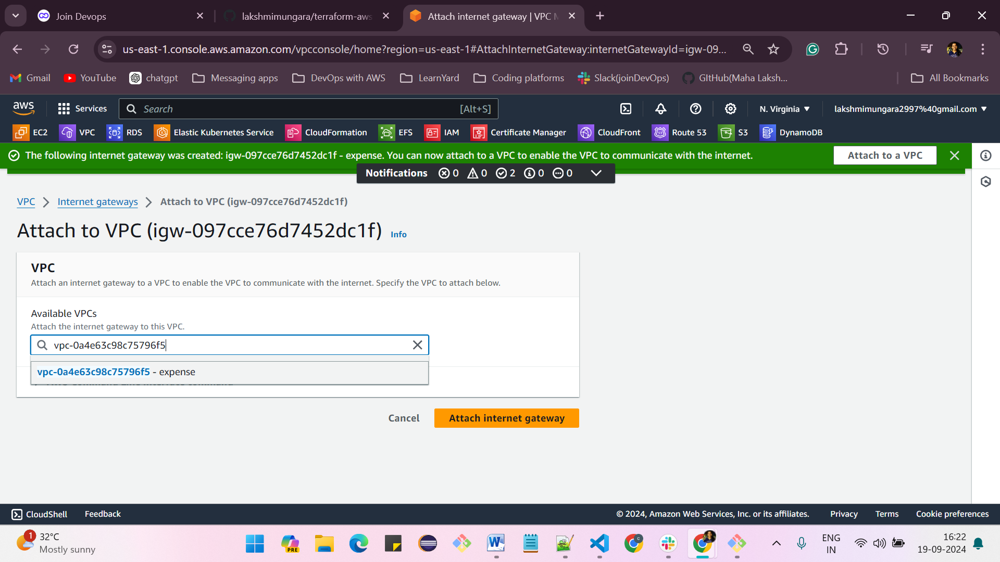 Join Devops
lakshmimungara/terraform-aws
Attach internet gateway | VPC M
us-east-1.console.aws.amazon.com/vpcconsole/home?region=us-east-1#AttachInternetGateway:internetGatewayId=igw-09...
Gmail YouTube chatgpt Messaging apps DevOps with AWS LearnYard Coding platforms Slack(joinDevOps) GItHub(Maha Laksh... All Bookmarks
aws Services Search [Alt+S] N. Virginia lakshmimungara2997%40gmail.com
EC2 VPC RDS Elastic Kubernetes Service CloudFormation EFS IAM Certificate Manager CloudFront Route 53 S3 DynamoDB
The following internet gateway was created: igw-097cce76d7452dc1f - expense. You can now attach to a VPC to enable the VPC to communicate with the internet. Attach to a VPC
Notifications 0 0 2 0 0
VPC Internet gateways Attach to VPC (igw-097cce76d7452dc1f)
Attach to VPC (igw-097cce76d7452dc1f) Info
VPC
Attach an internet gateway to a VPC to enable the VPC to communicate with the internet. Specify the VPC to attach below.
Available VPCs
Attach the internet gateway to this VPC.
vpc-0a4e63c98c75796f5
vpc-0a4e63c98c75796f5 - expense
Cancel Attach internet gateway
CloudShell Feedback © 2024, Amazon Web Services, Inc. or its affiliates. Privacy Terms Cookie preferences
1 32°C
Mostly sunny
PRE
ENG
IN
16:22
19-09-2024